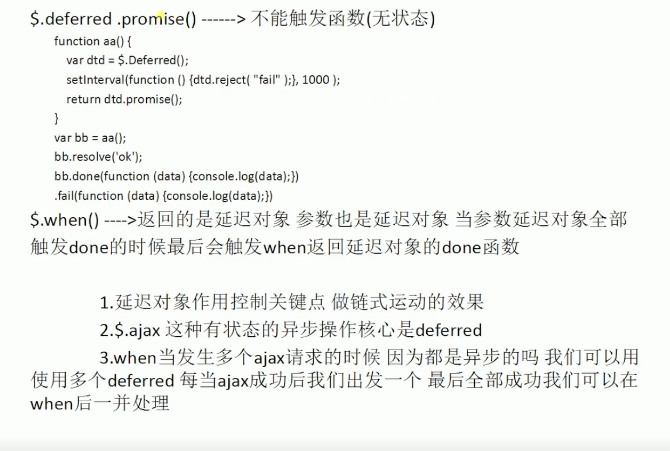 $.deferred .promise() ------> 不能触发函数(无状态)
function aa() {
var dtd = $.Deferred();
setInterval(function () {dtd.reject( "fail" );}, 1000 );
return dtd.promise();
}
var bb = aa();
bb.resolve('ok');
bb.done(function (data) {console.log(data);})
.fail(function (data) {console.log(data);})
$.when() ---->返回的是延迟对象 参数也是延迟对象 当参数延迟对象全部
触发done的时候最后会触发when返回延迟对象的done函数
1.延迟对象作用控制关键点 做链式运动的效果
2.$.ajax 这种有状态的异步操作核心是deferred
3.when当发生多个ajax请求的时候 因为都是异步的吗 我们可以用
使用多个deferred 每当ajax成功后我们出发一个 最后全部成功我们可以在
when后一并处理